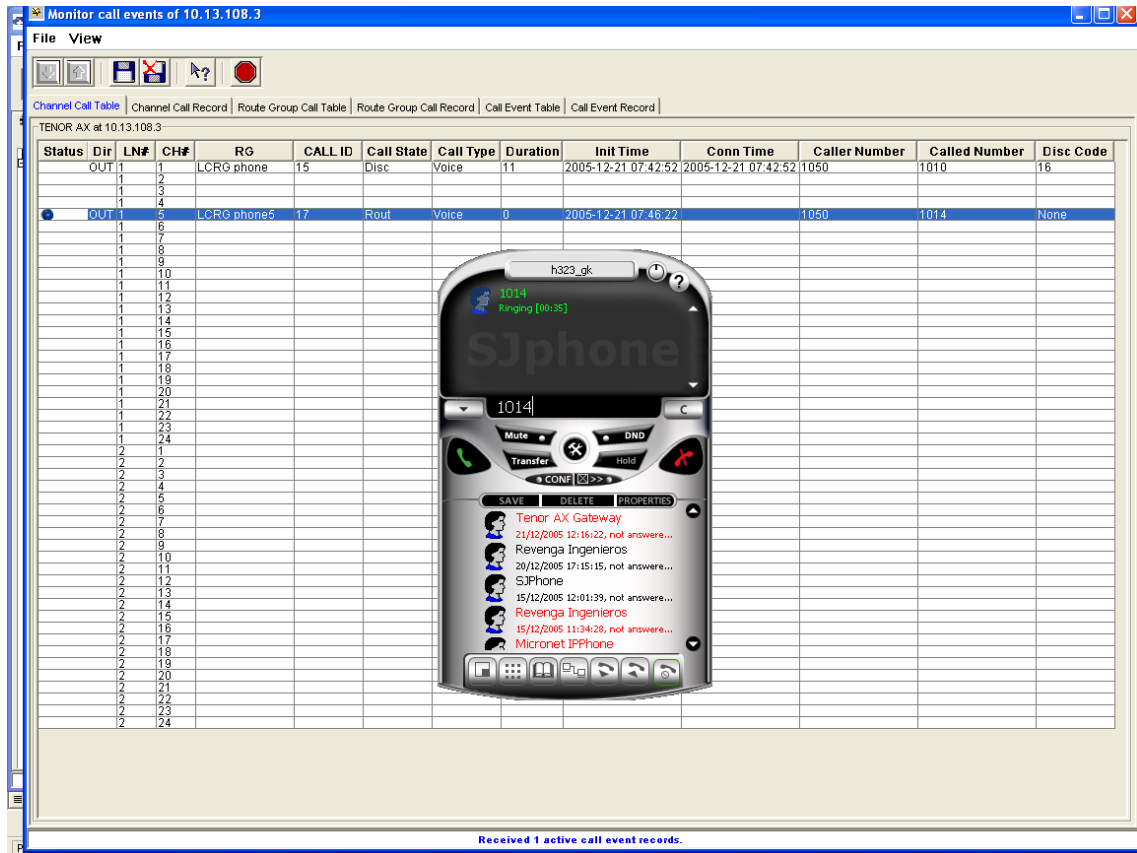 Monitor call events of 10.13.108.3
File View
Channel Call Table Channel Call Record Route Group Call Table Route Group Call Record Call Event Table Call Event Record
TENOR AX at 10.13.108.3
Status Dir LN# CH# RG CALL ID Call State Call Type Duration Init Time Conn Time Caller Number Called Number Disc Code
OUT 1 1 LCRG phone 15 Disc Voice 11 2005-12-21 07:42:52 2005-12-21 07:42:52 1050 1010 16
1 2
1 3
1 4
OUT 1 5 LCRG phone5 17 Rout Voice 0 2005-12-21 07:46:22 1050 1014 None
1 6
1 7
1 8
1 9
1 10
1 11
1 12
1 13
1 14
1 15
1 16
1 17
1 18
1 19
1 20
1 21
1 22
1 23
1 24
2 1
2 2
2 3
2 4
2 5
2 6
2 7
2 8
2 9
2 10
2 11
2 12
2 13
2 14
2 15
2 16
2 17
2 18
2 19
2 20
2 21
2 22
2 23
2 24
h323_gk
?
1014
Ringing [00:35]
SJphone
1014
C
Mute DND
Transfer Hold
CONF >>
SAVE DELETE PROPERTIES
Tenor AX Gateway
21/12/2005 12:16:22, not answere...
Revenga Ingenieros
20/12/2005 17:15:15, not answere...
SJPhone
15/12/2005 12:01:39, not answere...
Revenga Ingenieros
15/12/2005 11:34:28, not answere...
Micronet IPPhone
Received 1 active call event records.